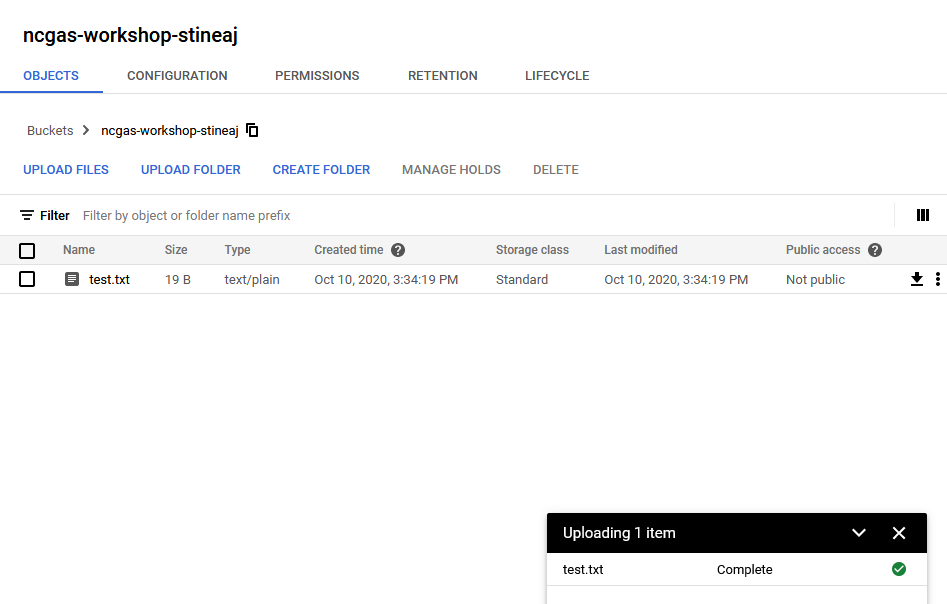 ncgas-workshop-stineaj
OBJECTS CONFIGURATION PERMISSIONS RETENTION LIFECYCLE
Buckets > ncgas-workshop-stineaj
UPLOAD FILES UPLOAD FOLDER CREATE FOLDER MANAGE HOLDS DELETE
Filter Filter by object or folder name prefix
Name Size Type Created time ? Storage class Last modified Public access ?
test.txt 19 B text/plain Oct 10, 2020, 3:34:19 PM Standard Oct 10, 2020, 3:34:19 PM Not public
Uploading 1 item
test.txt Complete